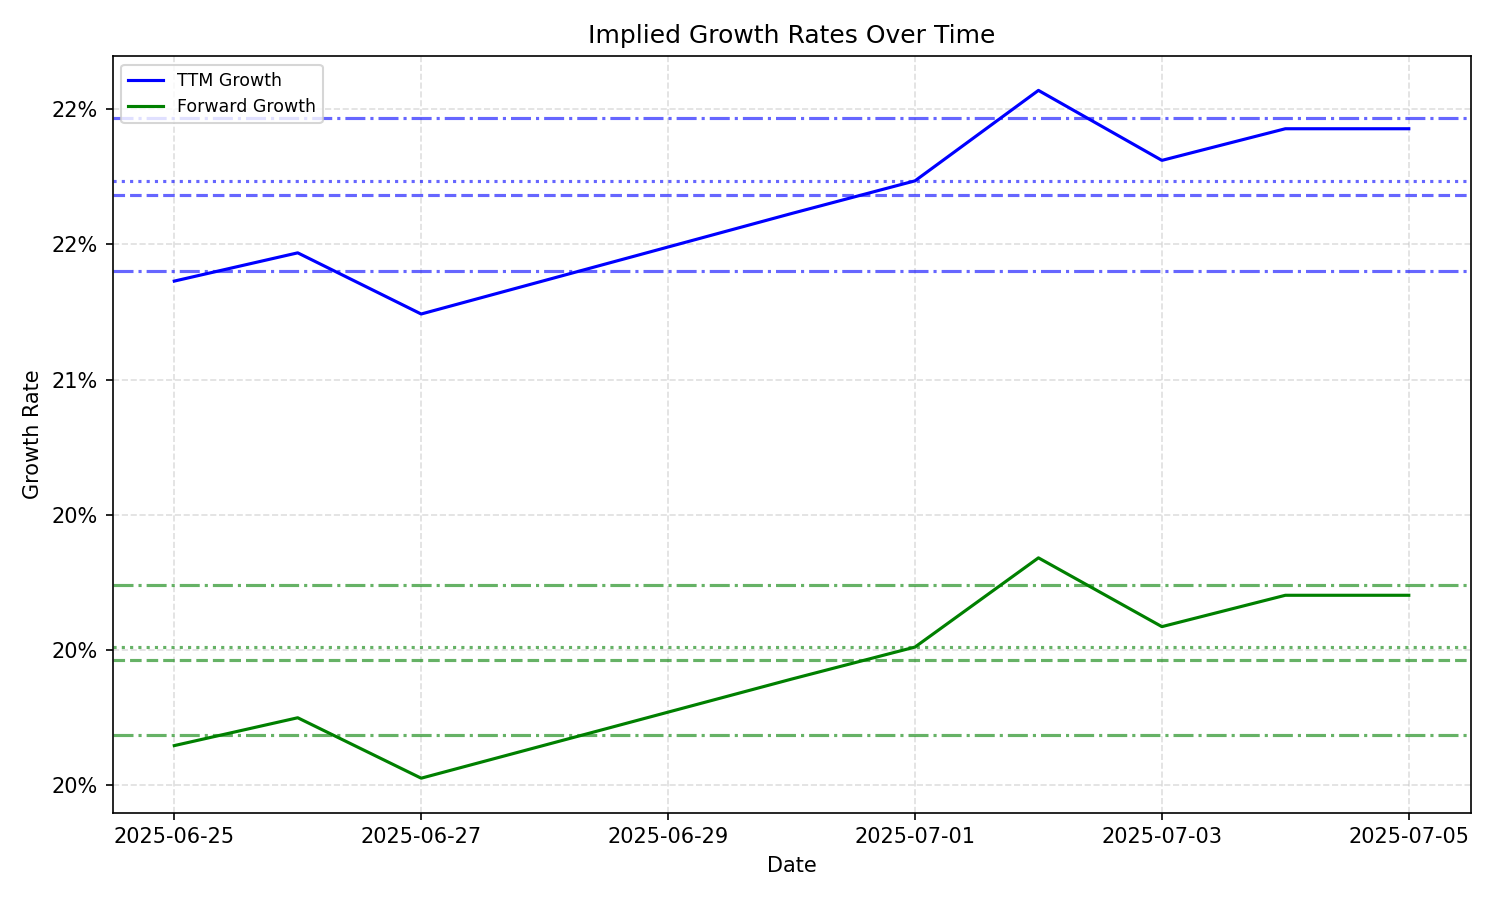 Implied Growth Rates Over Time
TTM Growth
Forward Growth
22%
22%
21%
20%
20%
20%
Growth Rate
2025-06-25
2025-06-27
2025-06-29
2025-07-01
2025-07-03
2025-07-05
Date